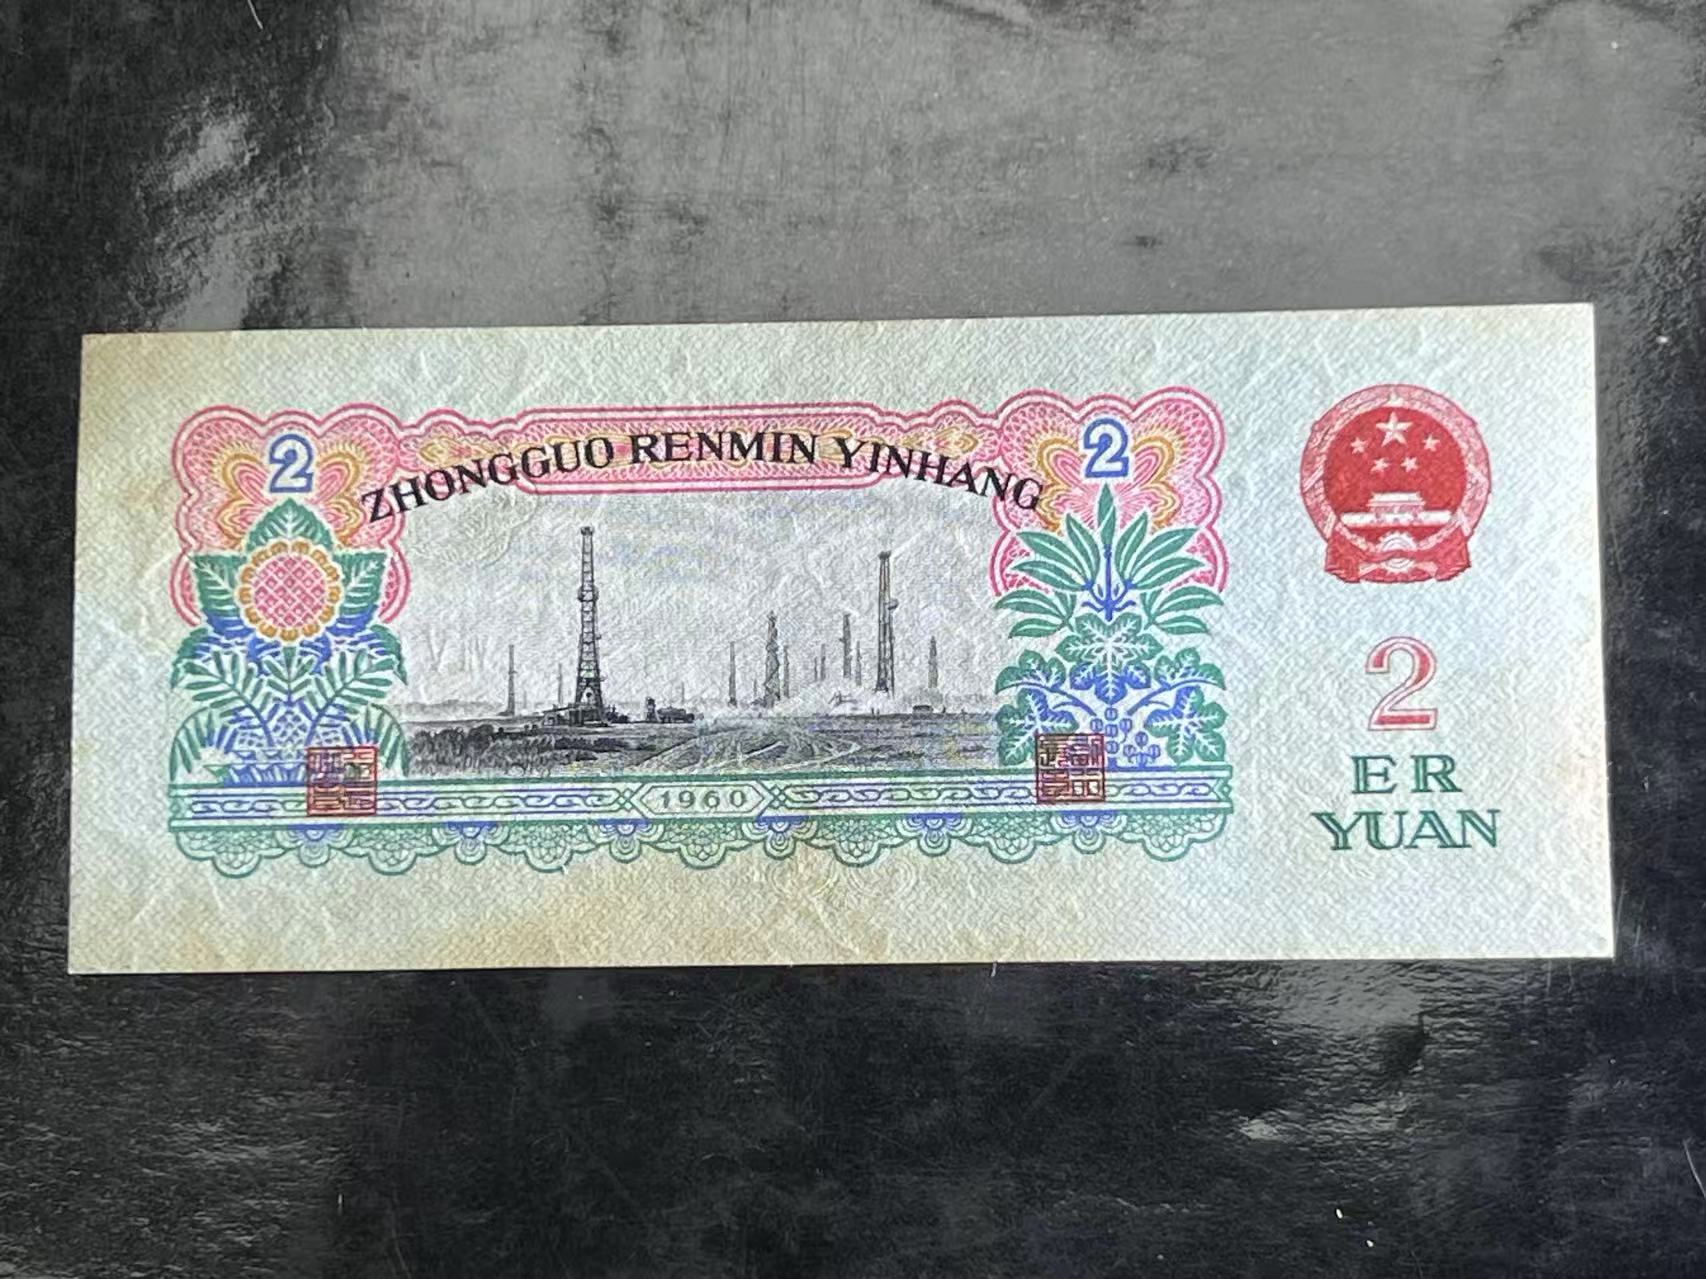 2
2
ZHONGGUO RENMIN YINHANG
1960
2
ER
YUAN